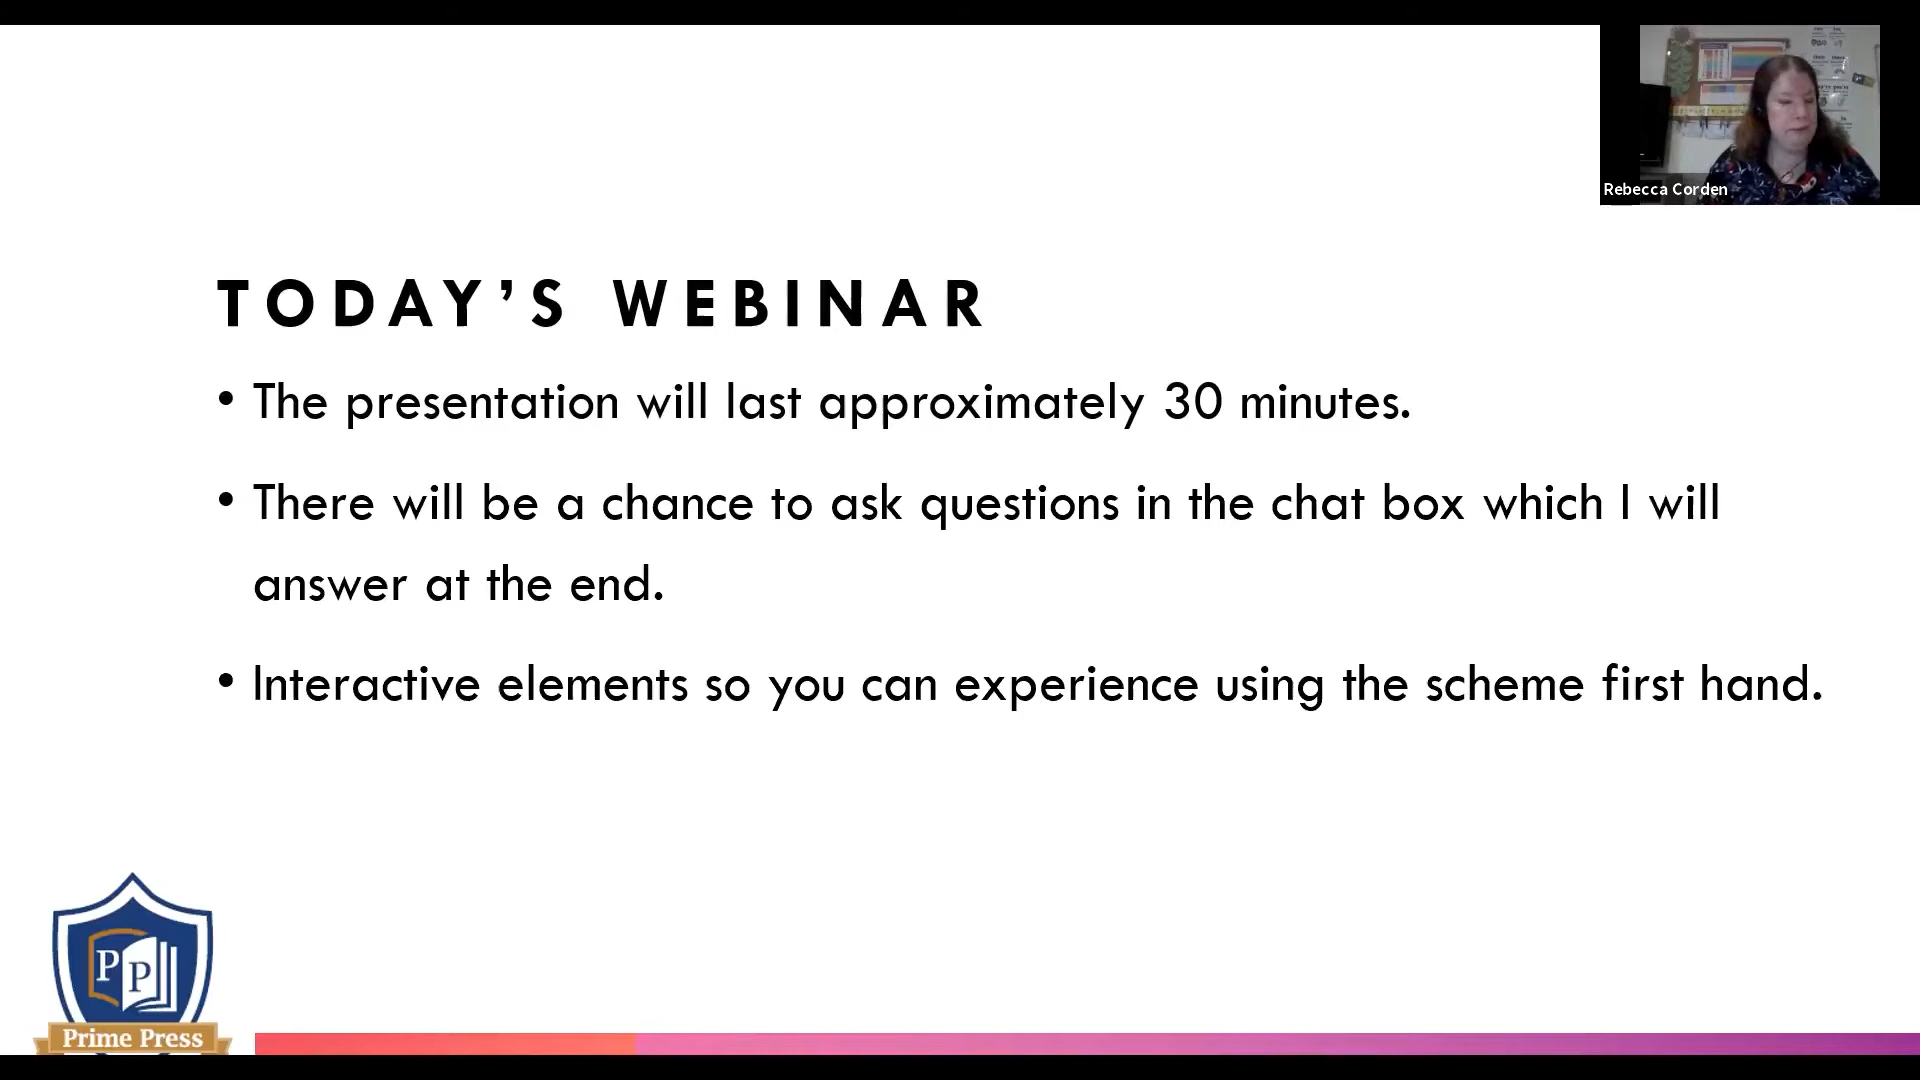 Rebecca Corden
TODAY’S WEBINAR
• The presentation will last approximately 30 minutes.
• There will be a chance to ask questions in the chat box which I will
answer at the end.
• Interactive elements so you can experience using the scheme first hand.
P P
Prime Press